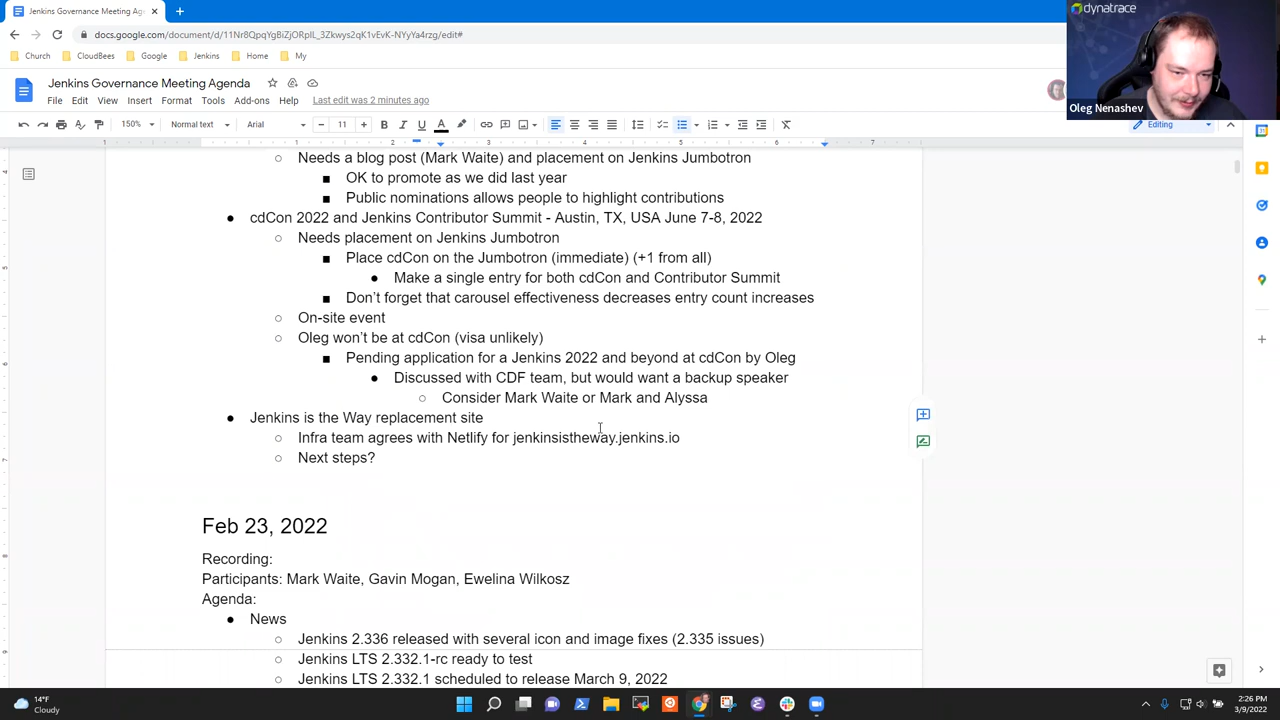 Jenkins Governance Meeting Ag
docs.google.com/document/d/11Nr8QpqYgBiZjORpIL_3Zkwys2qK1vEvK-NYyYa4rzg/edit#
Church
CloudBees
Google
Jenkins
Home
My
dynatrace
Oleg Nenashev
Jenkins Governance Meeting Agenda
File Edit View Insert Format Tools Add-ons Help Last edit was 2 minutes ago
150% Normal text Arial 11 Editing
Needs a blog post (Mark Waite) and placement on Jenkins Jumbotron
OK to promote as we did last year
Public nominations allows people to highlight contributions
cdCon 2022 and Jenkins Contributor Summit - Austin, TX, USA June 7-8, 2022
Needs placement on Jenkins Jumbotron
Place cdCon on the Jumbotron (immediate) (+1 from all)
Make a single entry for both cdCon and Contributor Summit
Don't forget that carousel effectiveness decreases entry count increases
On-site event
Oleg won't be at cdCon (visa unlikely)
Pending application for a Jenkins 2022 and beyond at cdCon by Oleg
Discussed with CDF team, but would want a backup speaker
Consider Mark Waite or Mark and Alyssa
Jenkins is the Way replacement site
Infra team agrees with Netlify for jenkinsistheway.jenkins.io
Next steps?
Feb 23, 2022
Recording:
Participants: Mark Waite, Gavin Mogan, Ewelina Wilkosz
Agenda:
News
Jenkins 2.336 released with several icon and image fixes (2.335 issues)
Jenkins LTS 2.332.1-rc ready to test
Jenkins LTS 2.332.1 scheduled to release March 9, 2022
14°F
Cloudy
2:26 PM
3/9/2022